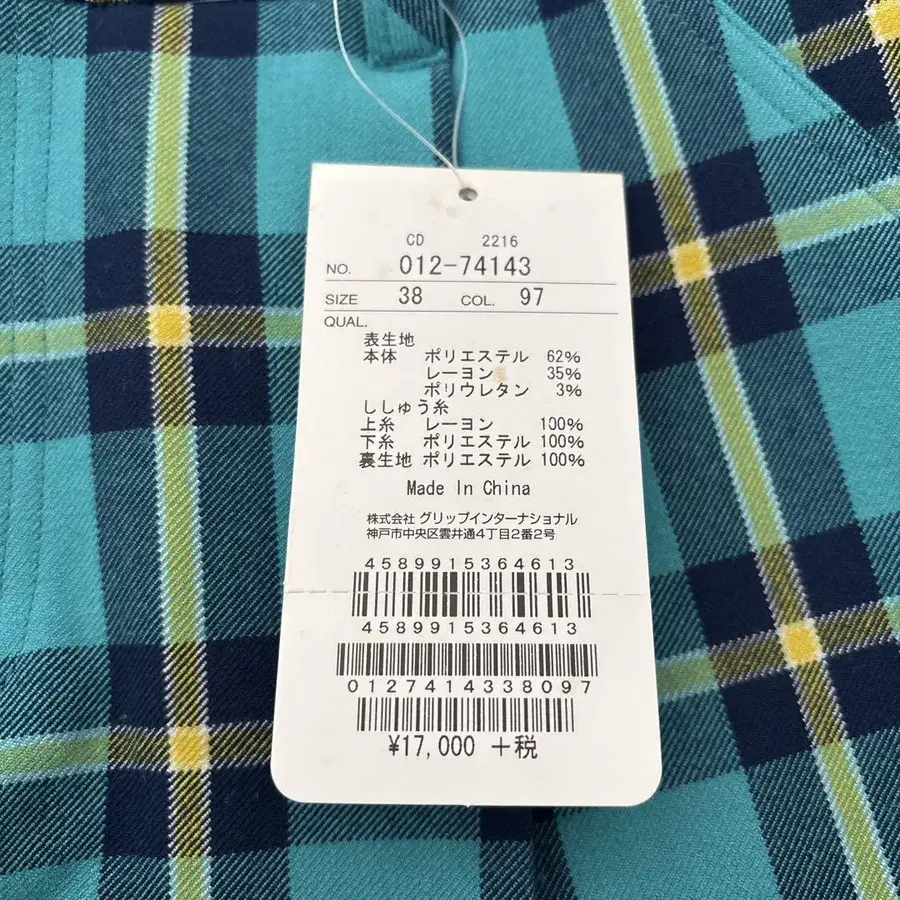 CD 2216
NO. 012-74143
SIZE 38 COL. 97
QUAL.
表生地
本体 ポリエステル 62%
レーヨン 35%
ポリウレタン 3%
ししゅう糸
上糸 レーヨン 100%
下糸 ポリエステル 100%
裏生地 ポリエステル 100%
Made In China
株式会社 グリップインターナショナル
神戸市中央区雲井通4丁目2番2号
4589915364613
4589915364613
0127414338097
¥17,000 +税